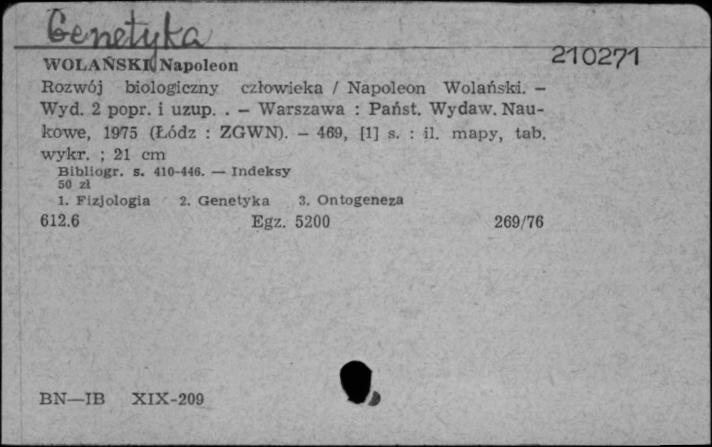 Genetyka
210271
WOLAŃSKI Napoleon
Rozwój biologiczny człowieka / Napoleon Wolański. –
Wyd. 2 popr. i uzup. . – Warszawa : Państ. Wydaw. Nau-
kowe, 1975 (Łódz : ZGWN). – 469, [1] s. : il. mapy, tab.
wykr. ; 21 cm
Bibliogr. s. 410-446. — Indeksy
50 zł
1. Fizjologia 2. Genetyka 3. Ontogeneza
612.6 Egz. 5200 269/76
BN—IB XIX-209